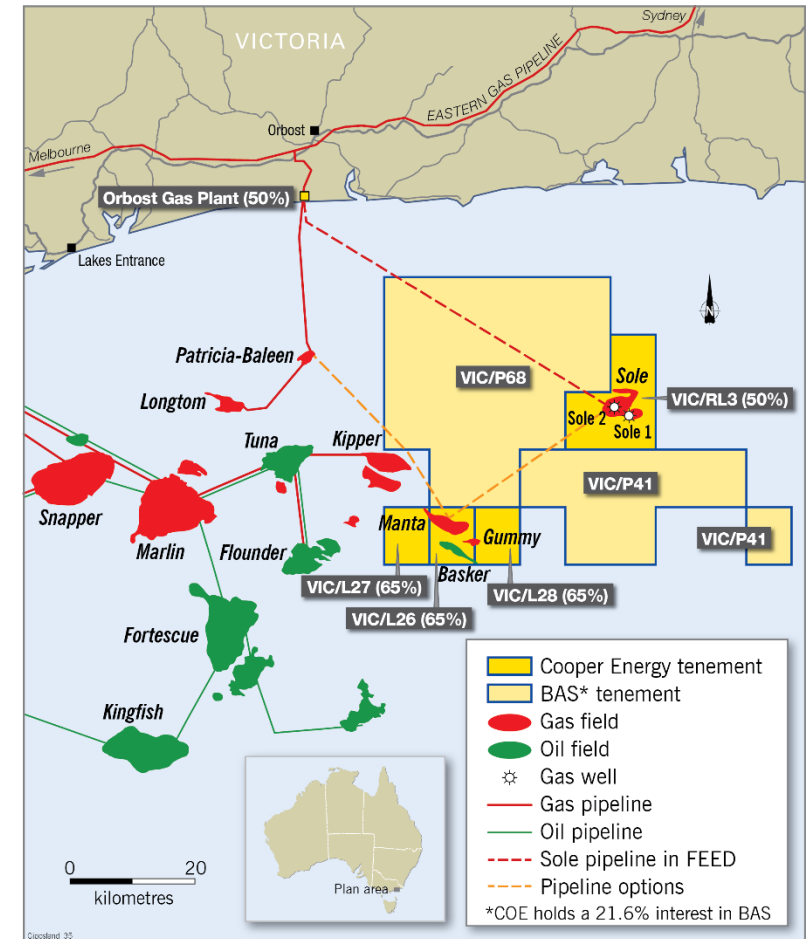 Sydney
VICTORIA
EASTERN GAS PIPELINE
Orbost
Melbourne
Orbost Gas Plant (50%)
Lakes Entrance
N
Patricia-Baleen
VIC/P68
Sole
Longtom
VIC/RL3 (50%)
Sole 2
Sole 1
Tuna
Kipper
VIC/P41
Snapper
Manta
Marlin
Flounder
Gummy
VIC/P41
Basker
VIC/L27 (65%)
VIC/L28 (65%)
VIC/L26 (65%)
Fortescue
Kingfish
Cooper Energy tenement
BAS* tenement
Gas field
Oil field
Gas well
Gas pipeline
Oil pipeline
Sole pipeline in FEED
Pipeline options
*COE holds a 21.6% interest in BAS
0 20
kilometres
Plan area